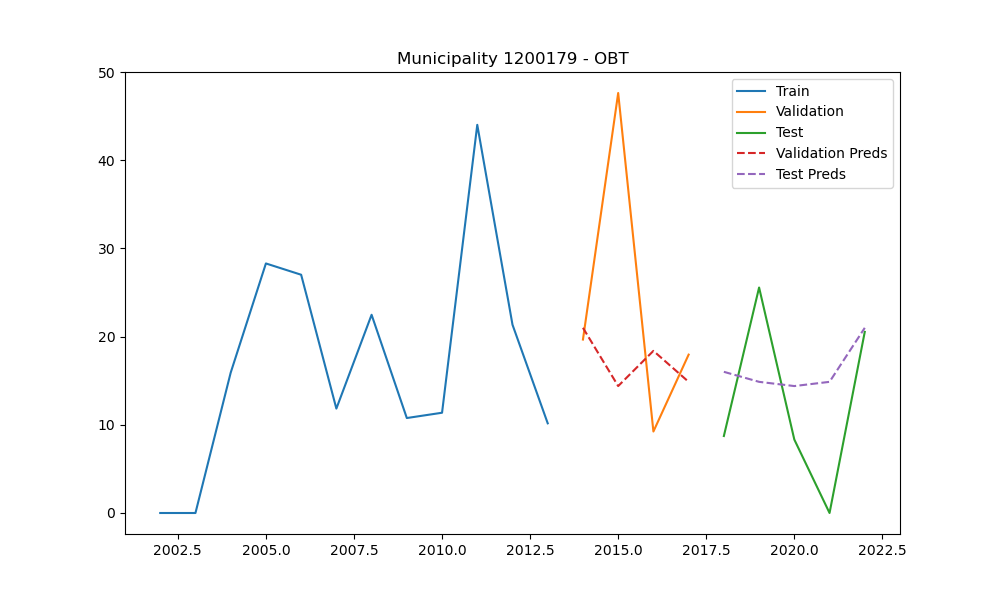 Municipality 1200179 - OBT
50
40
30
20
10
0
Train
Validation
Test
Validation Preds
Test Preds
2002.5 2005.0 2007.5 2010.0 2012.5 2015.0 2017.5 2020.0 2022.5